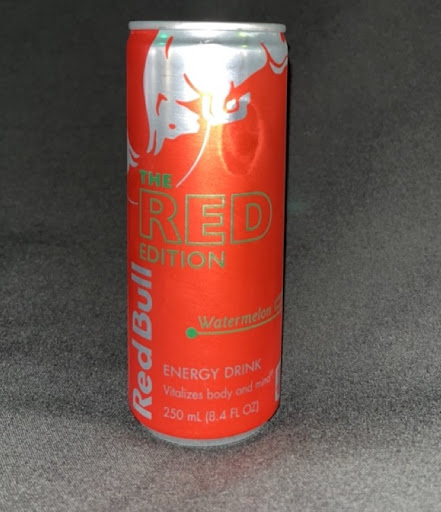 THE
RED
EDITION
Red Bull
Watermelon
ENERGY DRINK
Vitalizes body and mind®
250 mL (8.4 FL OZ)